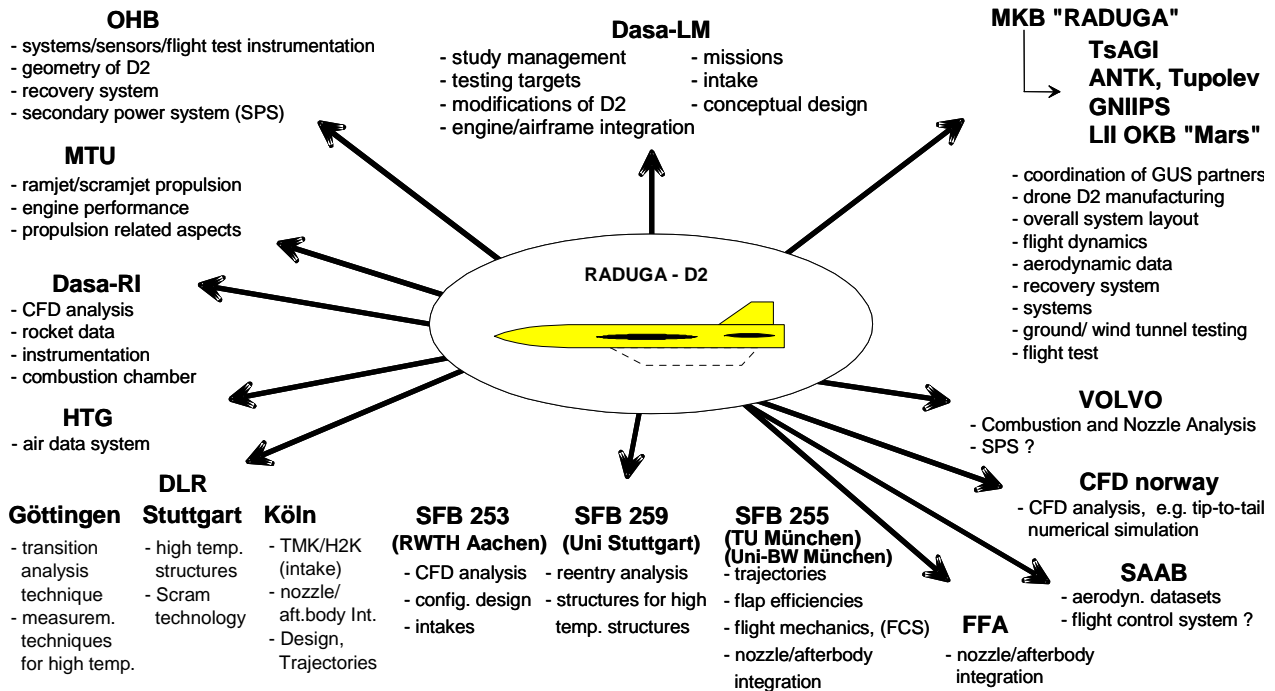 OHB
- systems/sensors/flight test instrumentation
- geometry of D2
- recovery system
- secondary power system (SPS)
Dasa-LM
- study management
- testing targets
- modifications of D2
- engine/airframe integration
- missions
- intake
- conceptual design
MKB "RADUGA"
TsAGI
ANTK, Tupolev
GNIIPS
LII OKB "Mars"
- coordination of GUS partners
- drone D2 manufacturing
- overall system layout
- flight dynamics
- aerodynamic data
- recovery system
- systems
- ground/ wind tunnel testing
- flight test
MTU
- ramjet/scramjet propulsion
- engine performance
- propulsion related aspects
RADUGA - D2
Dasa-RI
- CFD analysis
- rocket data
- instrumentation
- combustion chamber
HTG
- air data system
VOLVO
- Combustion and Nozzle Analysis
- SPS ?
CFD norway
- CFD analysis, e.g. tip-to-tail
numerical simulation
SAAB
- aerodyn. datasets
- flight control system ?
FFA
- nozzle/afterbody
integration
DLR
Göttingen
- transition
analysis
technique
- measurem.
techniques
for high temp.
Stuttgart
- high temp.
structures
- Scram
technology
Köln
- TMK/H2K
(intake)
- nozzle/
aft.body Int.
- Design,
Trajectories
SFB 253
(RWTH Aachen)
- CFD analysis
- config. design
- intakes
SFB 259
(Uni Stuttgart)
- reentry analysis
- structures for high
temp. structures
SFB 255
(TU München)
(Uni-BW München)
- trajectories
- flap efficiencies
- flight mechanics, (FCS)
- nozzle/afterbody
integration